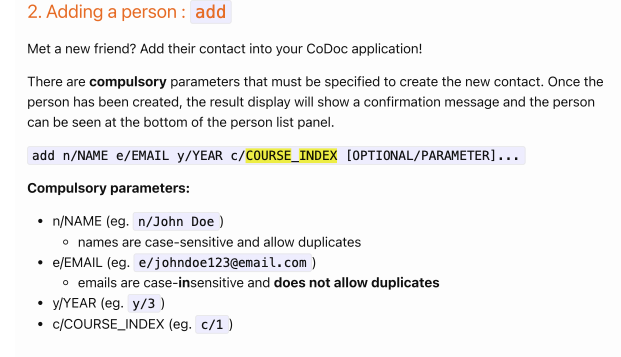 2. Adding a person : add
Met a new friend? Add their contact into your CoDoc application!
There are compulsory parameters that must be specified to create the new contact. Once the
person has been created, the result display will show a confirmation message and the person
can be seen at the bottom of the person list panel.
add n/NAME e/EMAIL y/YEAR c/COURSE_INDEX [OPTIONAL/PARAMETER]...
Compulsory parameters:
• n/NAME (eg. n/John Doe )
◦ names are case-sensitive and allow duplicates
• e/EMAIL (eg. e/johndoe123@email.com )
◦ emails are case-insensitive and does not allow duplicates
• y/YEAR (eg. y/3 )
• c/COURSE_INDEX (eg. c/1 )